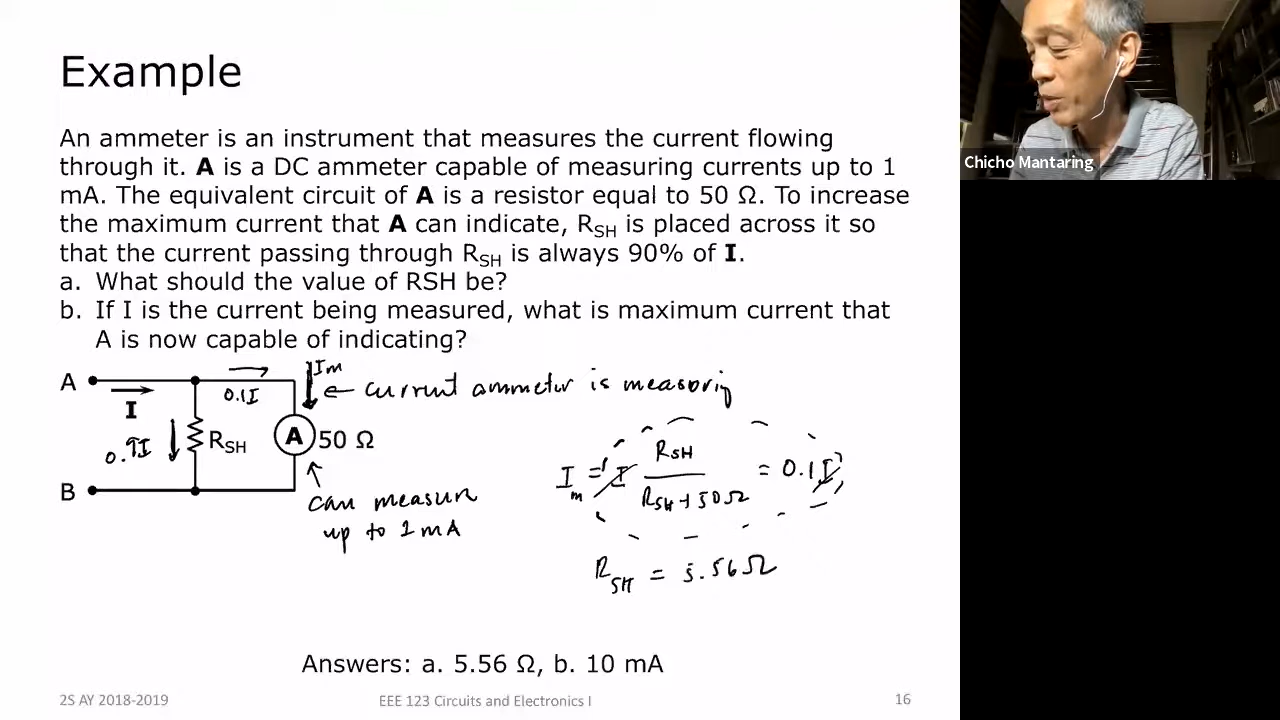 Example
An ammeter is an instrument that measures the current flowing
through it. A is a DC ammeter capable of measuring currents up to 1
mA. The equivalent circuit of A is a resistor equal to 50 Ω. To increase
the maximum current that A can indicate, RSH is placed across it so
that the current passing through RSH is always 90% of I.
a. What should the value of RSH be?
b. If I is the current being measured, what is maximum current that
A is now capable of indicating?
A
I
0.1I
Im
← current ammeter is measuring
0.9I
RSH
A
50 Ω
B
can measure
up to 1 mA
Im = I RSH / RSH + 50Ω = 0.1I
RSH = 5.56Ω
Answers: a. 5.56 Ω, b. 10 mA
2S AY 2018-2019
EEE 123 Circuits and Electronics I
16
Chicho Mantaring